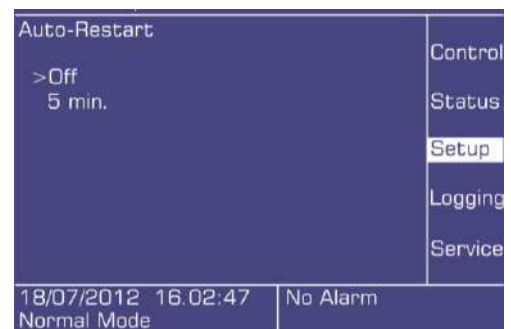 Auto-Restart
>Off
5 min.
Control
Status
Setup
Logging
Service
18/07/2012 16.02:47
Normal Mode
No Alarm